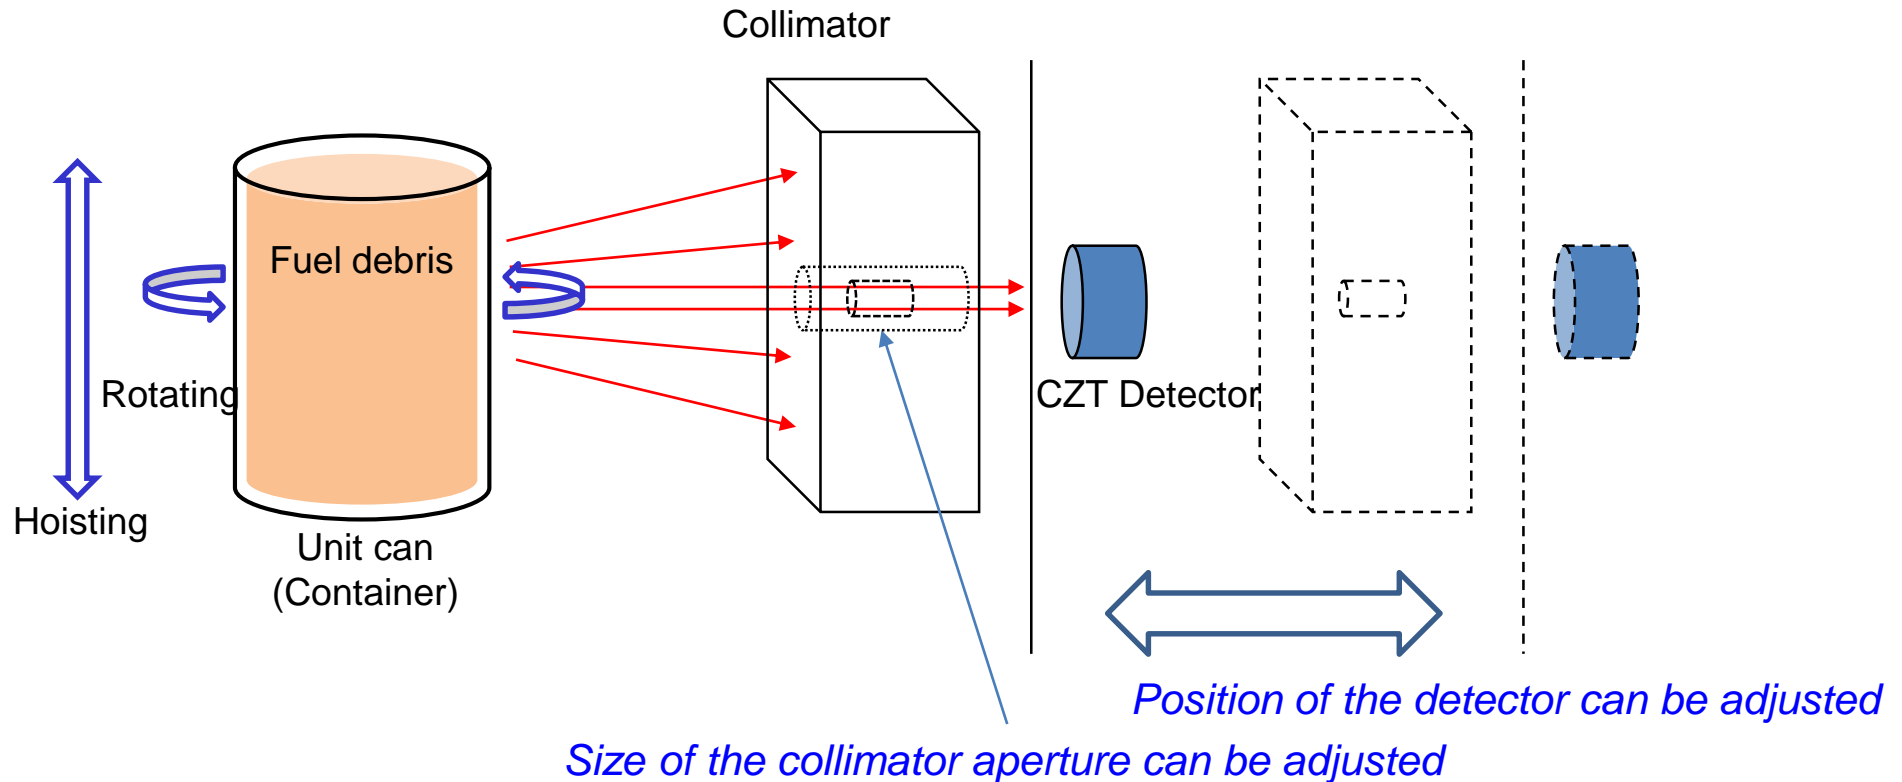 Collimator
Fuel debris
Rotating
CZT Detector
Hoisting
Unit can
(Container)
Position of the detector can be adjusted
Size of the collimator aperture can be adjusted